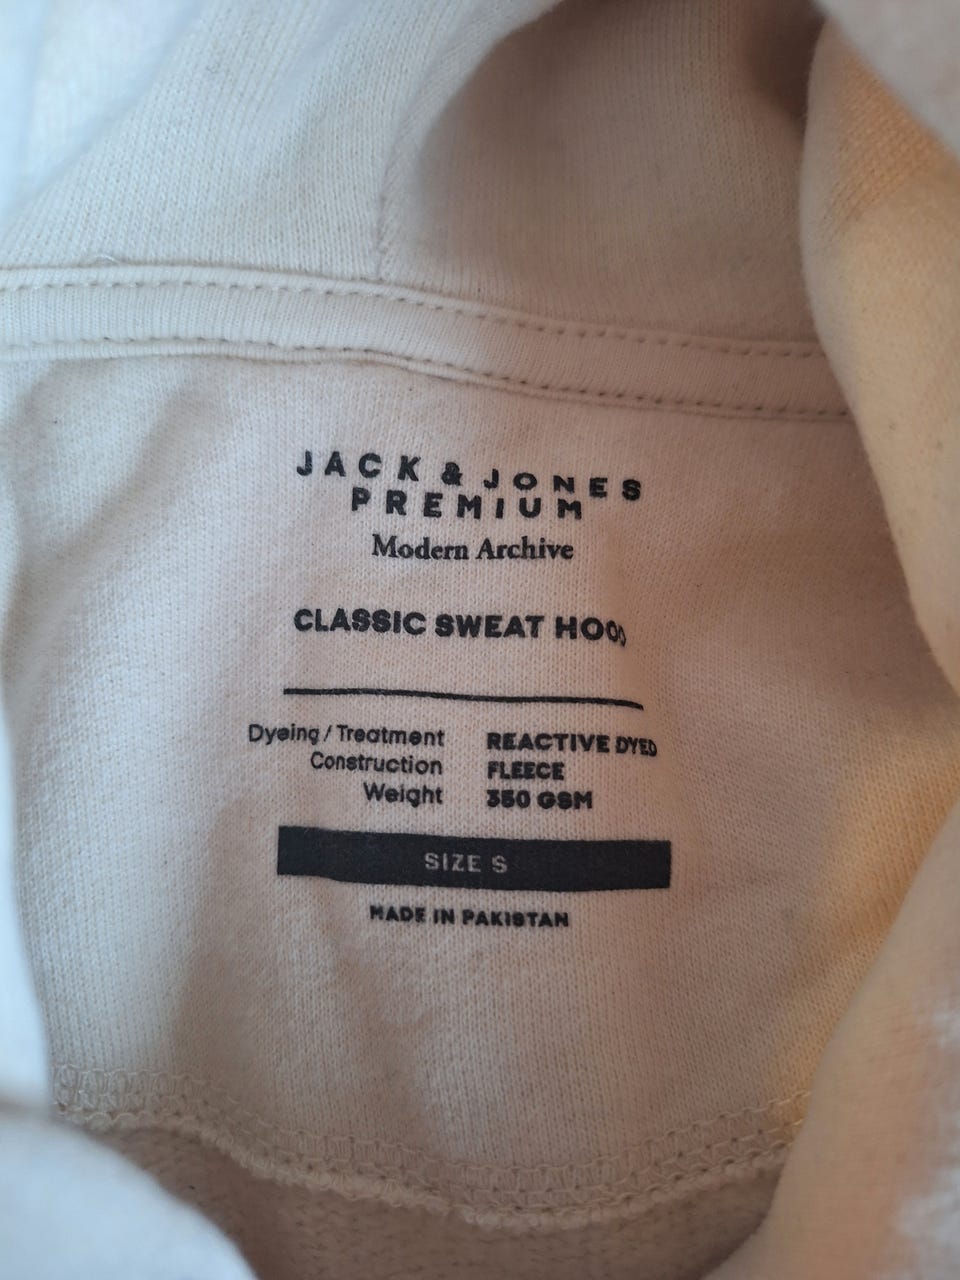 JACK & JONES
PREMIUM
Modern Archive
CLASSIC SWEAT HOOD
Dyeing / Treatment REACTIVE DYED
Construction FLEECE
Weight 350 GSM
SIZE S
MADE IN PAKISTAN